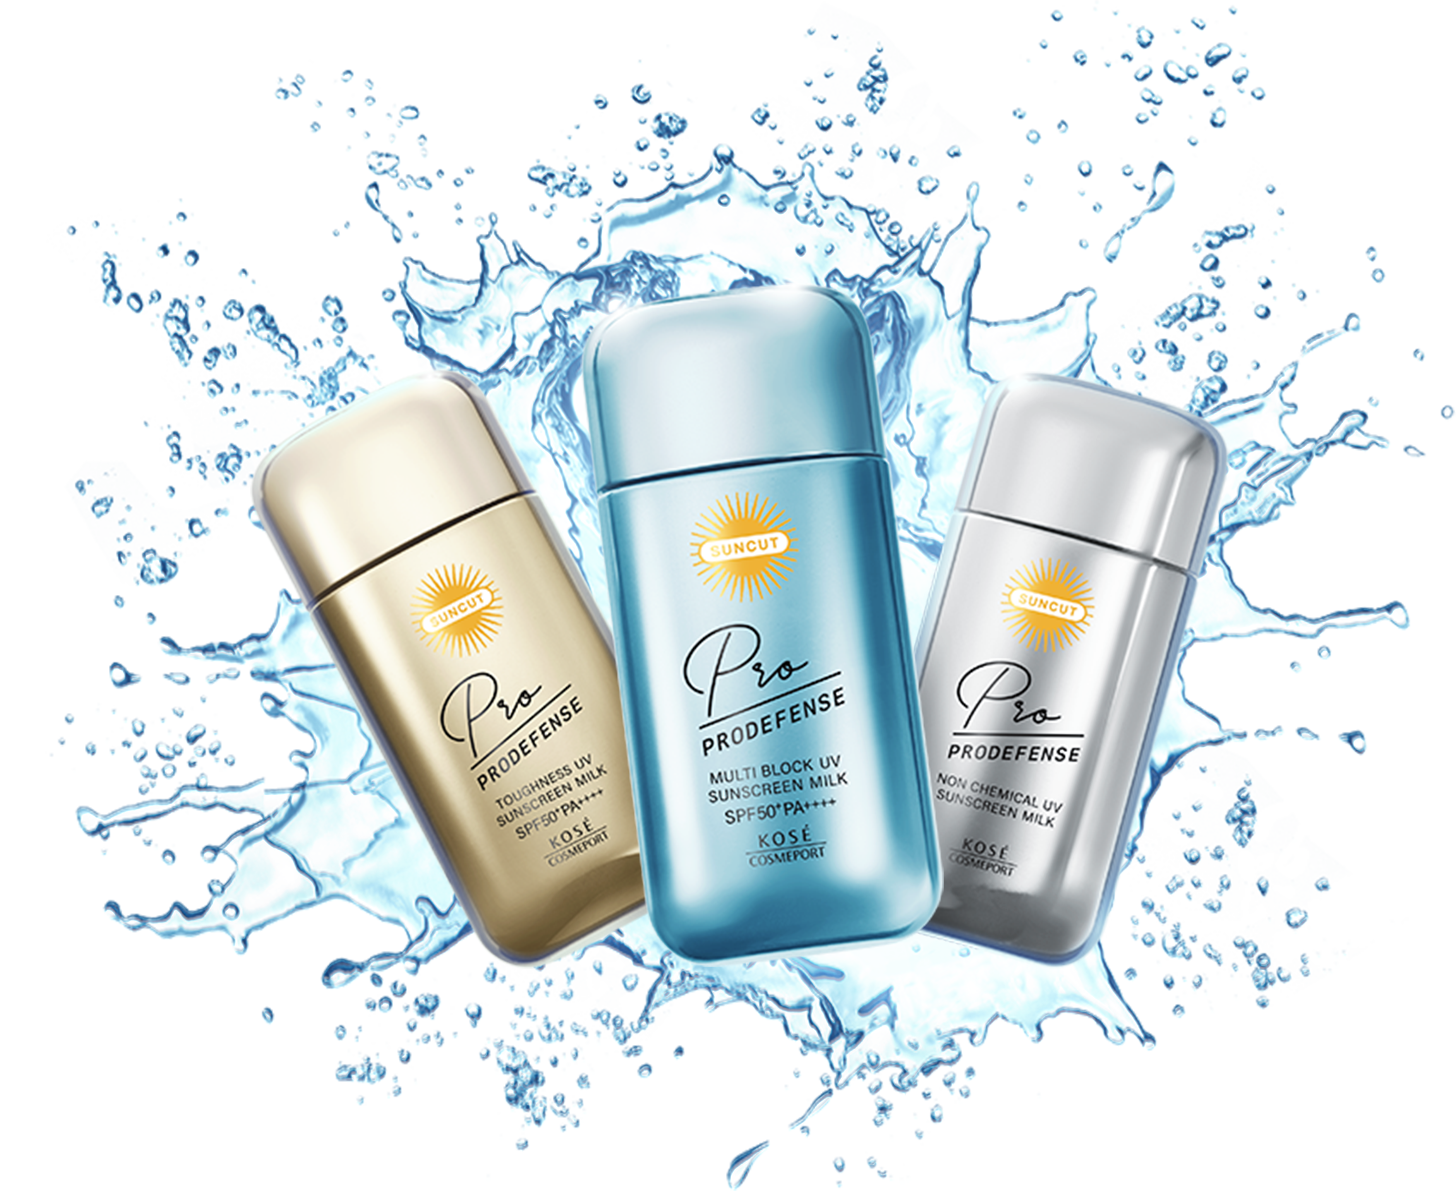 SUNCUT
Pro
PRODEFENSE
TOUGHNESS UV
SUNSCREEN MILK
SPF50+PA++++
KOSÉ
COSMEPORT
SUNCUT
Pro
PRODEFENSE
MULTI BLOCK UV
SUNSCREEN MILK
SPF50+PA++++
KOSÉ
COSMEPORT
SUNCUT
Pro
PRODEFENSE
NON CHEMICAL UV
SUNSCREEN MILK
KOSÉ
COSMEPORT